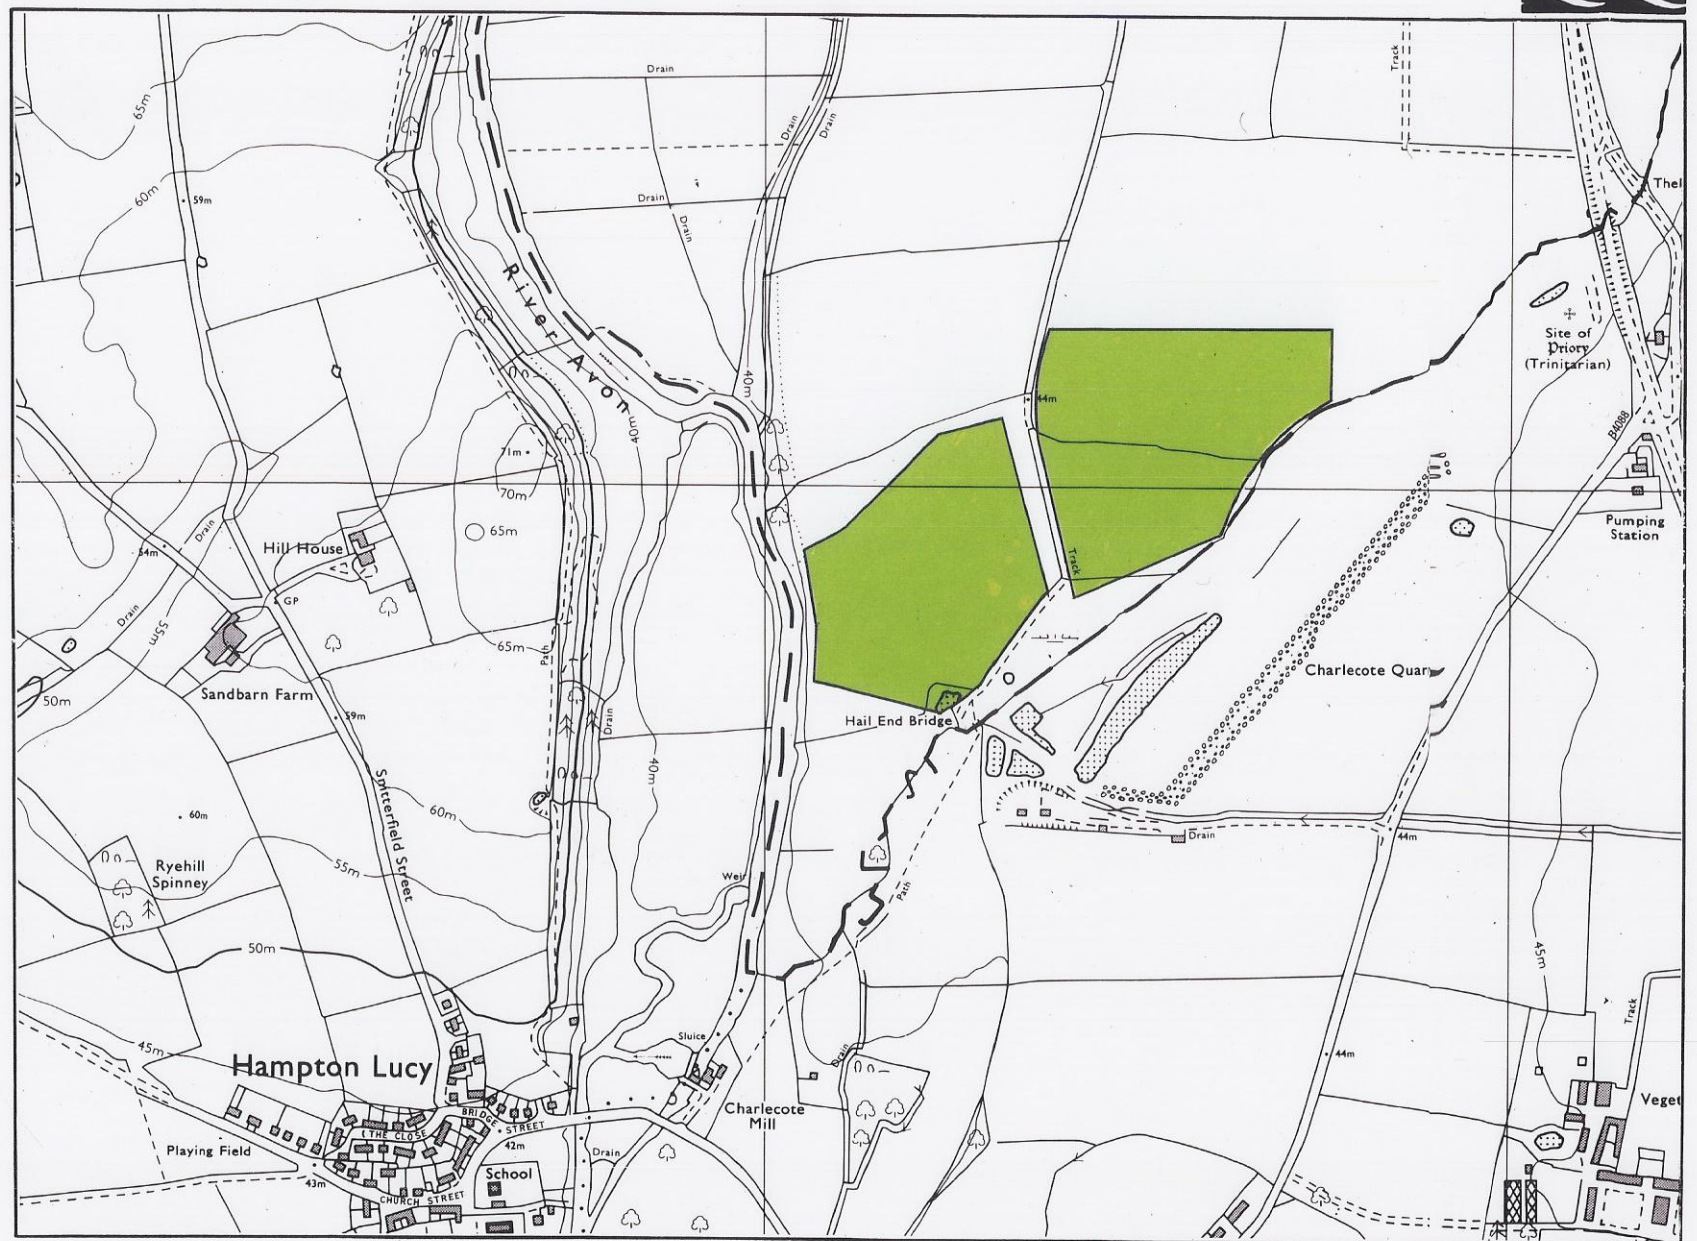 Drain
Track
65m
Drain
Drain
60m
59m
Drain
Drain
Thel
River Avon
Site of
Priory
(Trinitarian)
40m
44m
40m
B4088
71m
70m
65m
Drain
54m
Hill House
Pumping
Station
Track
GP
Drain
55m
65m
Path
Sandbarn Farm
50m
59m
Drain
Charlecote Quar
Hail End Bridge
40m
Snitterfield Street
60m
60m
Drain
44m
Ryehill
Spinney
55m
Weir
Path
50m
45m
Track
45m
Sluice
Drain
44m
Hampton Lucy
Charlecote
Mill
Veget
BRIDGE STREET
THE CLOSE
42m
Playing Field
Drain
School
43m
CHURCH STREET